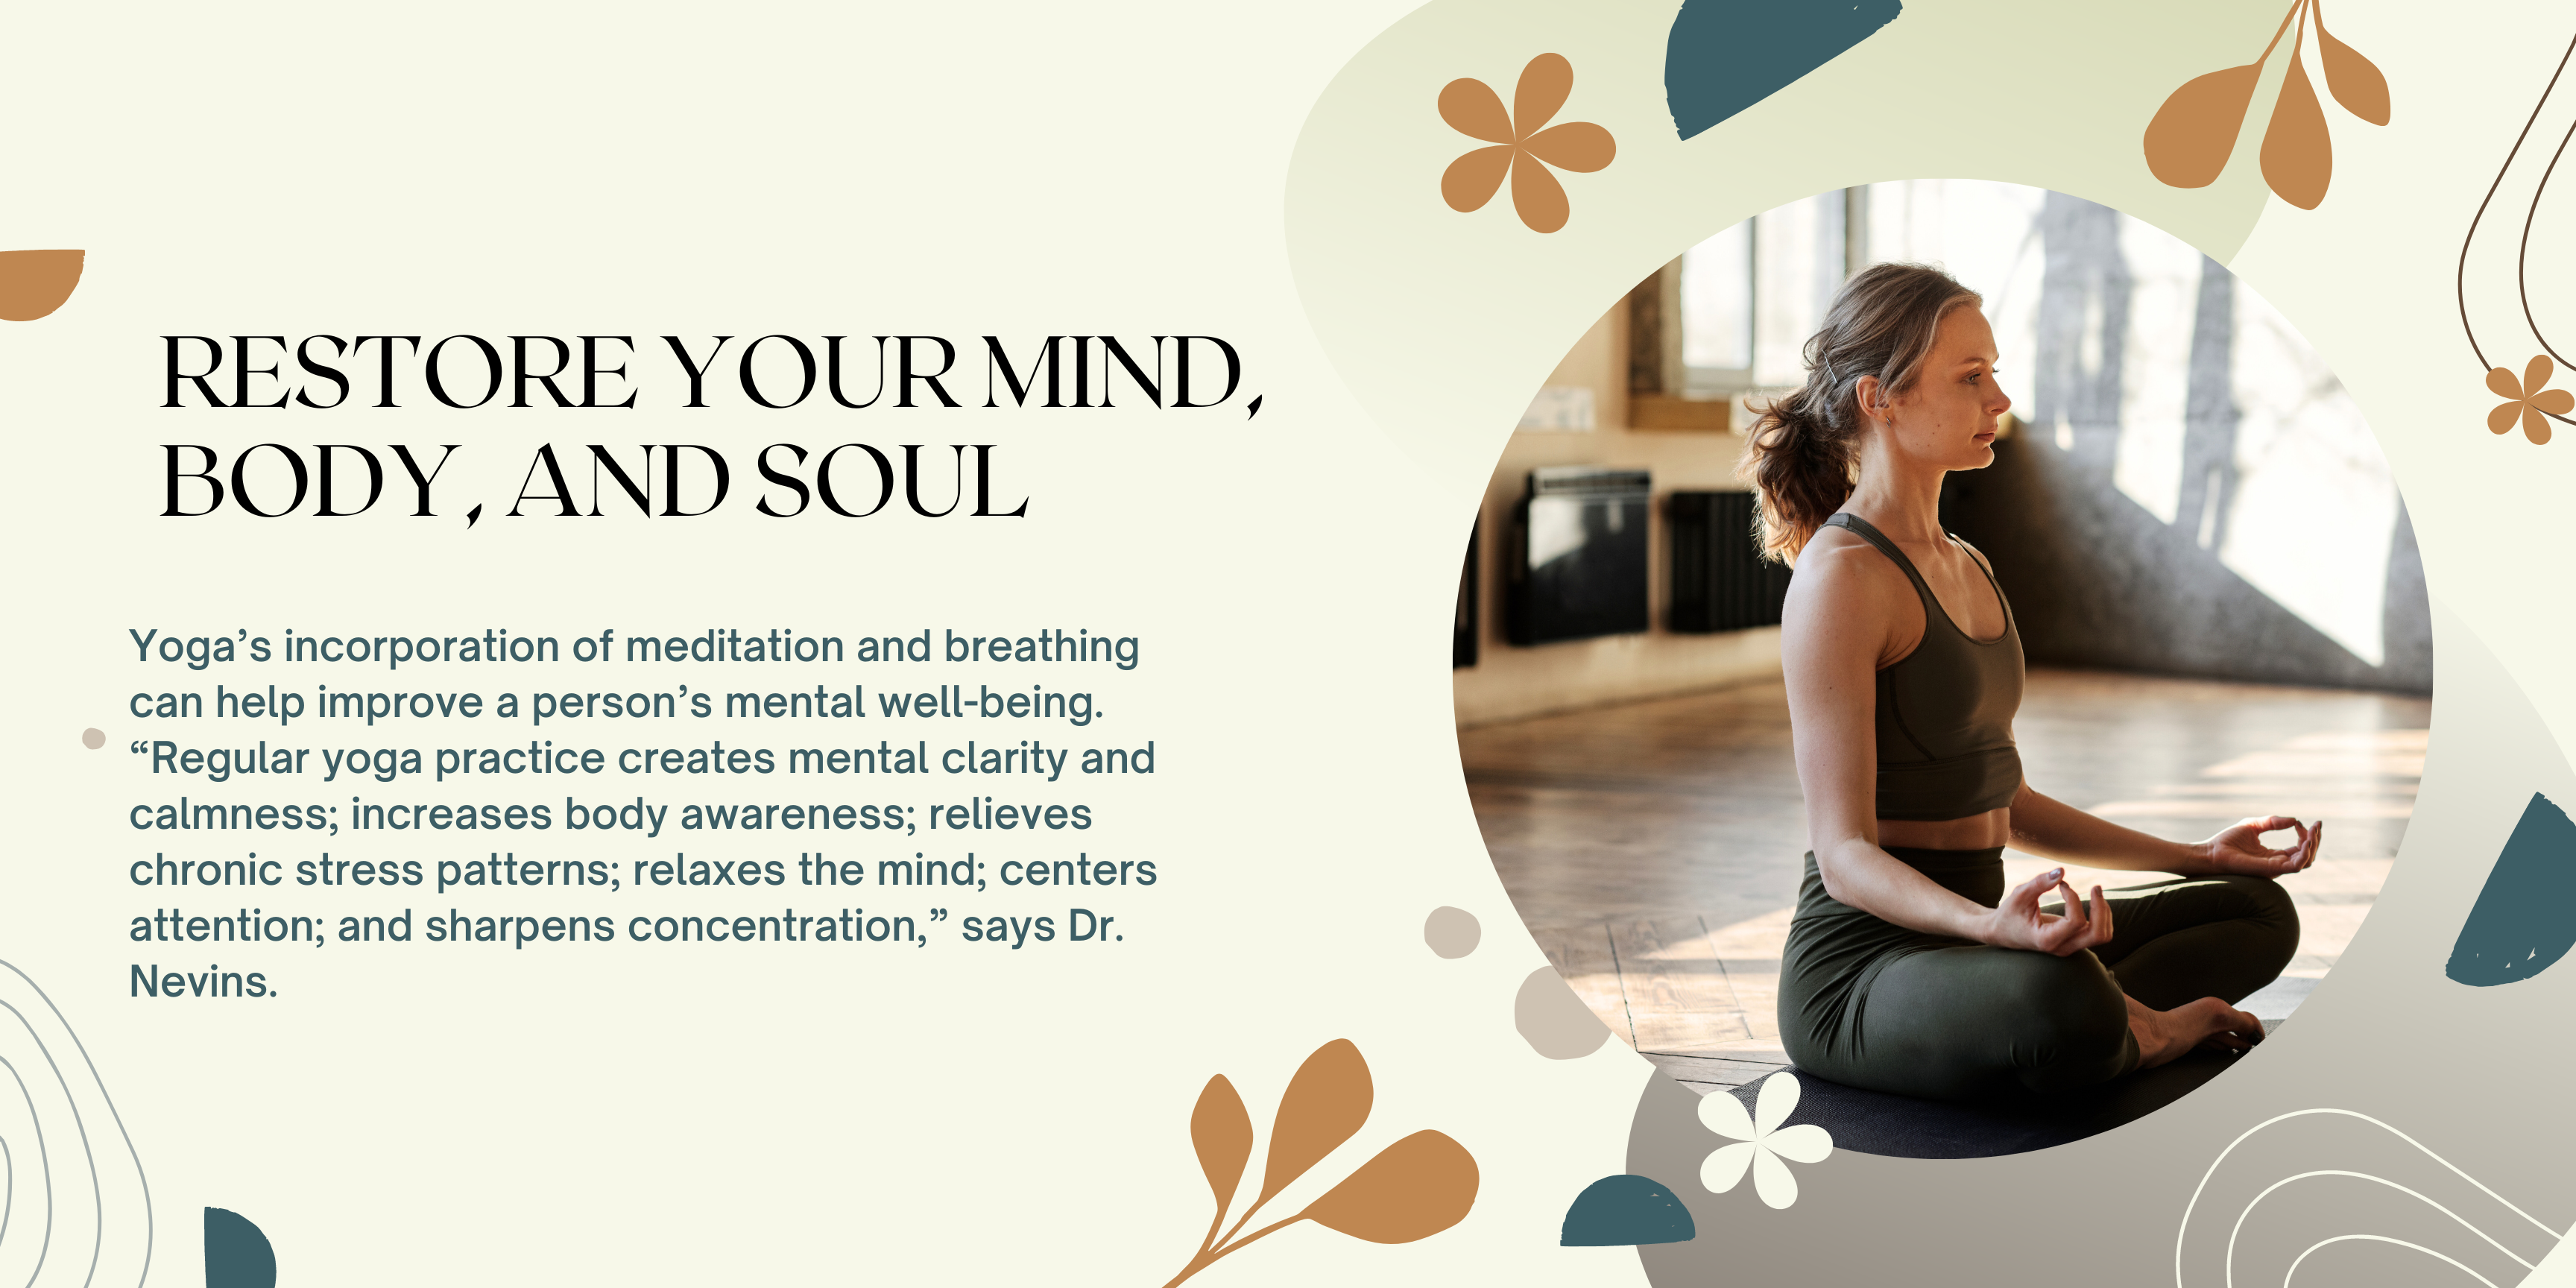 RESTORE YOUR MIND,
BODY, AND SOUL
Yoga’s incorporation of meditation and breathing
can help improve a person’s mental well-being.
“Regular yoga practice creates mental clarity and
calmness; increases body awareness; relieves
chronic stress patterns; relaxes the mind; centers
attention; and sharpens concentration,” says Dr.
Nevins.